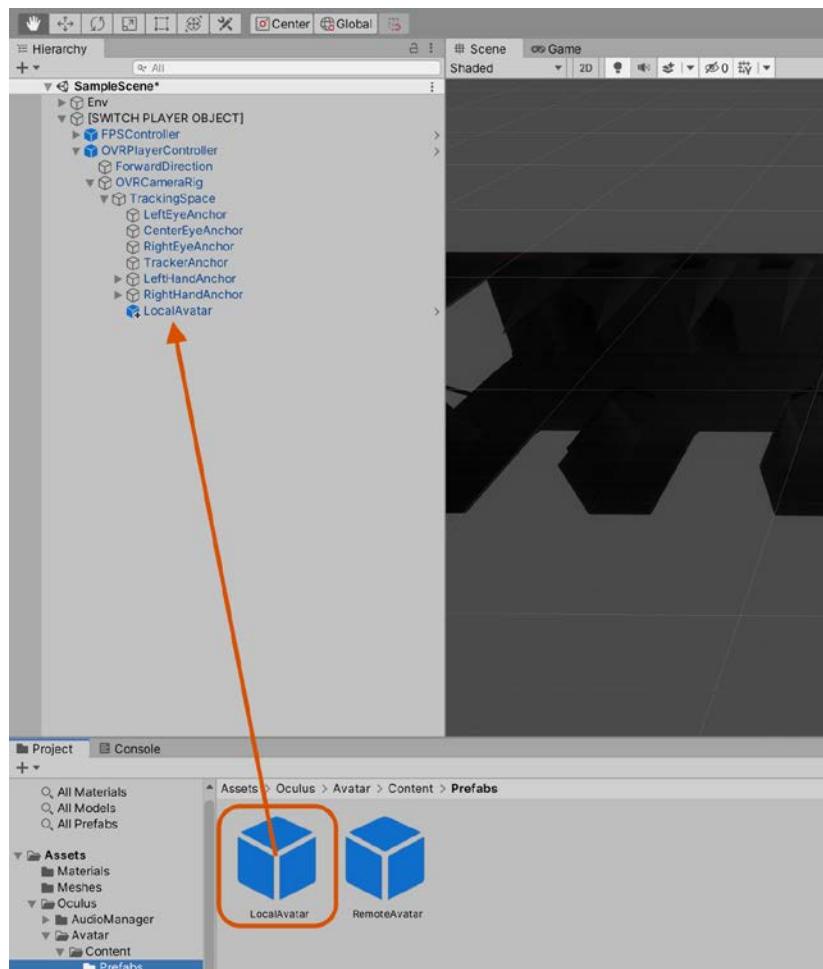 Center Global
Hierarchy
All
SampleScene*
Env
[SWITCH PLAYER OBJECT]
FPSController
OVRPlayerController
ForwardDirection
OVRCameraRig
TrackingSpace
LeftEyeAnchor
CenterEyeAnchor
RightEyeAnchor
TrackerAnchor
LeftHandAnchor
RightHandAnchor
LocalAvatar
Scene Game
Shaded 2D 0
Project Console
All Materials
All Models
All Prefabs
Assets
Materials
Meshes
Oculus
AudioManager
Avatar
Content
Prefabs
Assets > Oculus > Avatar > Content > Prefabs
LocalAvatar RemoteAvatar